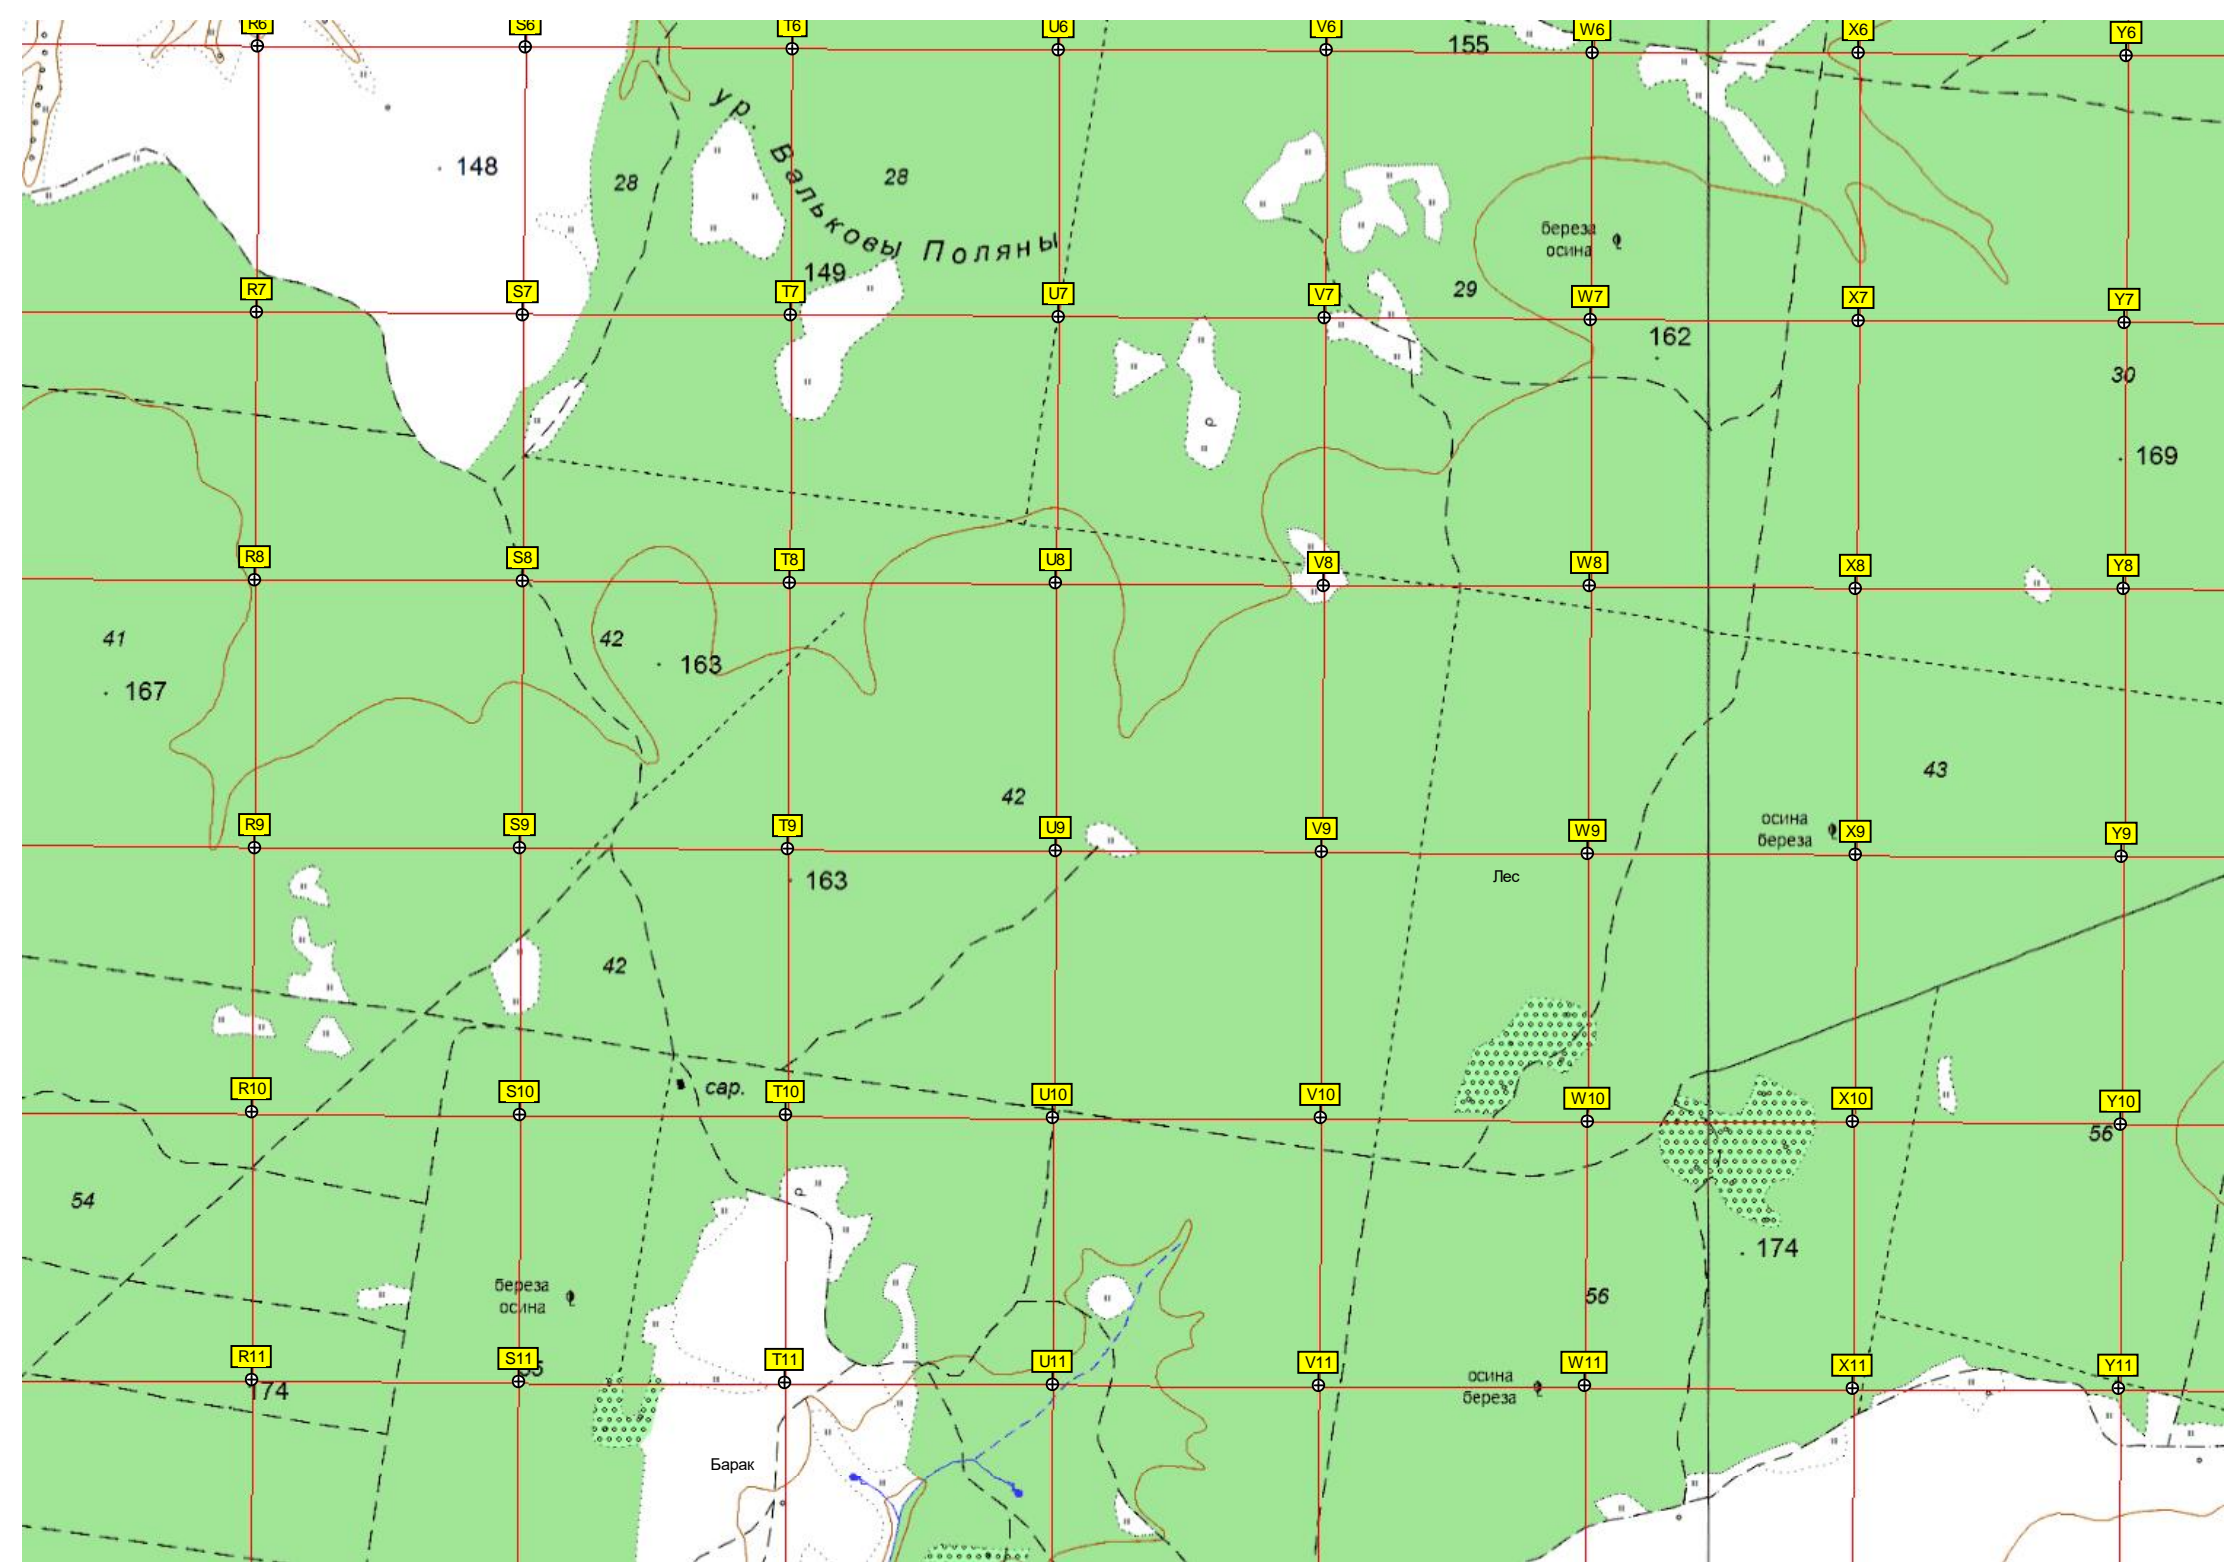 R6 S6 T6 U6 V6 W6 X6 Y6
155
ур. Вальковы Поляны
148
28
28
береза
осина
149
29
R7 S7 T7 U7 V7 W7 X7 Y7
162
30
169
R8 S8 T8 U8 V8 W8 X8 Y8
41
42
163
167
43
42
осина
береза
R9 S9 T9 U9 V9 W9 X9 Y9
163
Лес
42
сар.
R10 S10 T10 U10 V10 W10 X10 Y10
56
р
54
174
береза
осина
56
R11 S11 T11 U11 V11 W11 X11 Y11
174
осина
береза
Барак